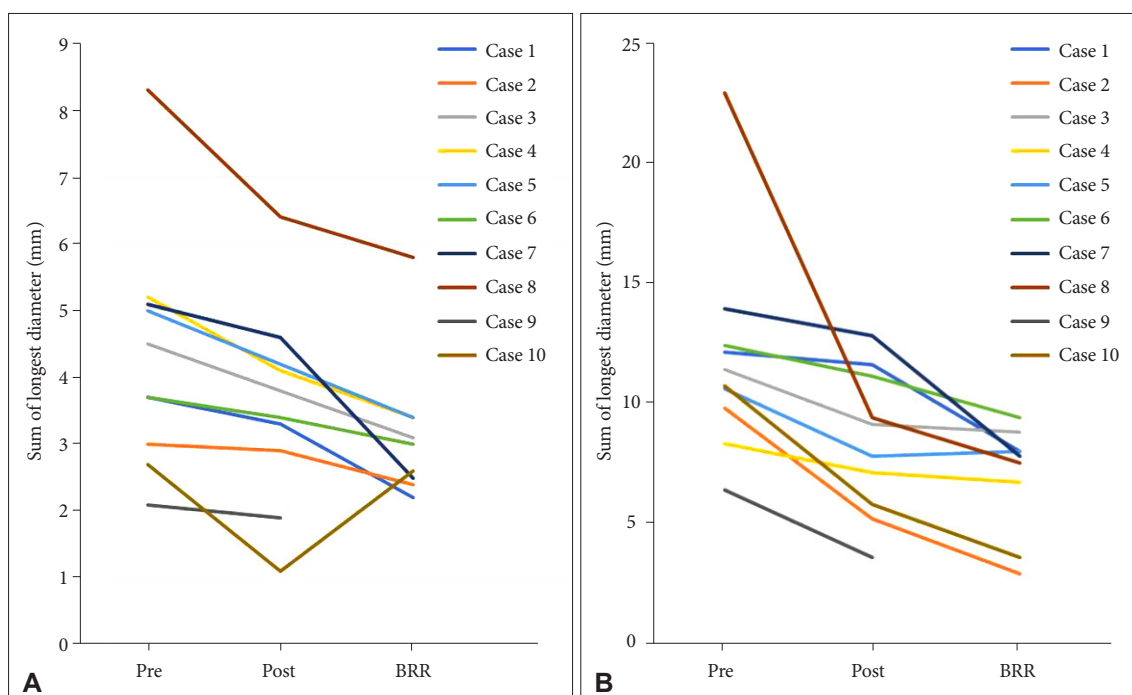 Sum of longest diameter (mm)
9
8
7
6
5
4
3
2
1
0
Pre Post BRR
Case 1
Case 2
Case 3
Case 4
Case 5
Case 6
Case 7
Case 8
Case 9
Case 10
A
Sum of longest diameter (mm)
25
20
15
10
5
0
Pre Post BRR
Case 1
Case 2
Case 3
Case 4
Case 5
Case 6
Case 7
Case 8
Case 9
Case 10
B